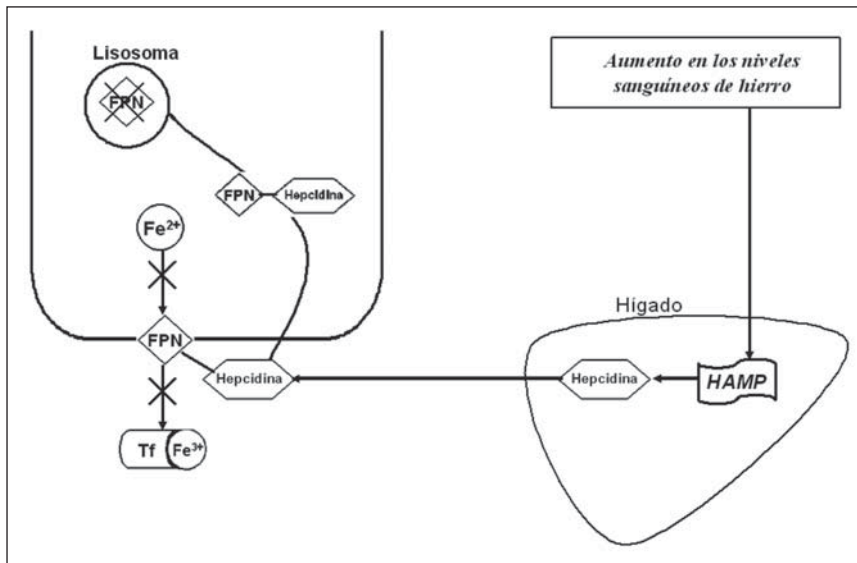 Lisosoma
FPN
FPN
Hepcidina
Fe2+
FPN
Hepcidina
Tf
Fe3+
Aumento en los niveles
sanguíneos de hierro
Hígado
Hepcidina
HAMP